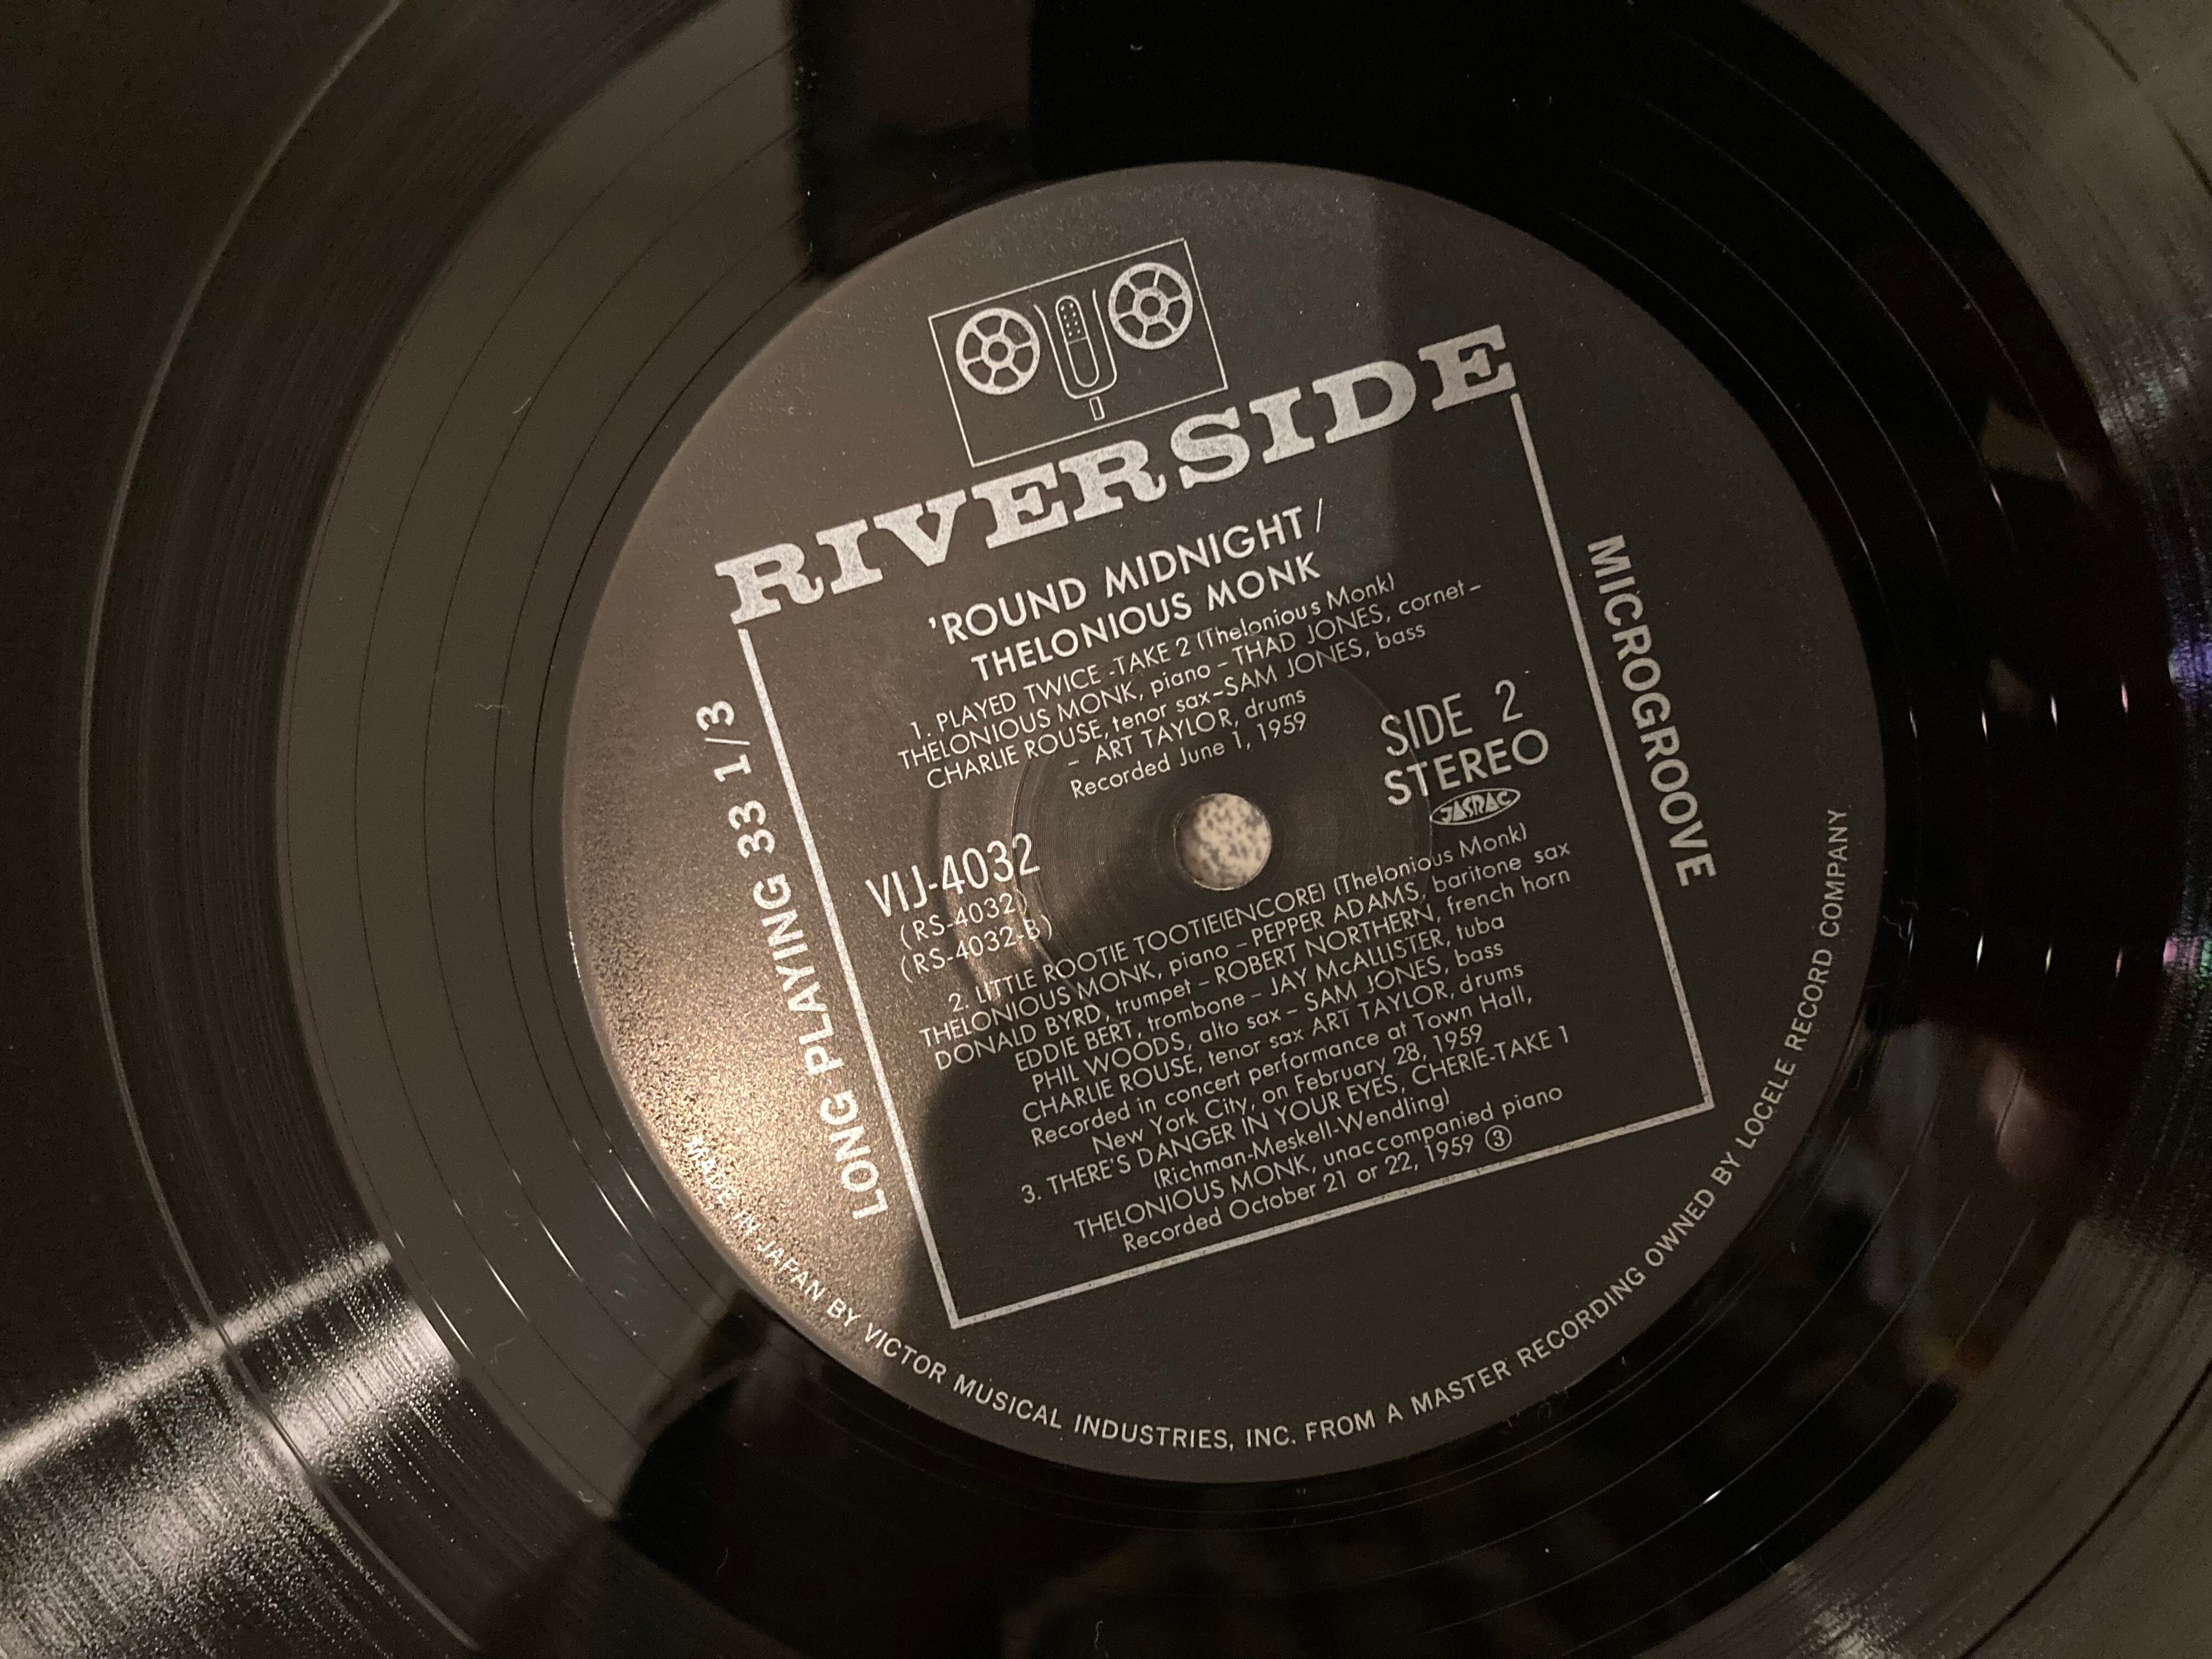 RIVERSIDE
'ROUND MIDNIGHT/
THELONIOUS MONK
1. PLAYED TWICE -TAKE 2 (Thelonious Monk)
THELONIOUS MONK, piano – THAD JONES, cornet –
CHARLIE ROUSE, tenor sax – SAM JONES, bass
– ART TAYLOR, drums
Recorded June 1, 1959
SIDE 2
STEREO
JASRAC
VIJ-4032
(RS-4032)
(RS-4032-B)
2. LITTLE ROOTIE TOOTIE(ENCORE) (Thelonious Monk)
THELONIOUS MONK, piano – PEPPER ADAMS, baritone sax
DONALD BYRD, trumpet – ROBERT NORTHERN, french horn
EDDIE BERT, trombone – JAY McALLISTER, tuba
PHIL WOODS, alto sax – SAM JONES, bass
CHARLIE ROUSE, tenor sax ART TAYLOR, drums
Recorded in concert performance at Town Hall,
New York City, on February 28, 1959
3. THERE'S DANGER IN YOUR EYES, CHERIE-TAKE 1
(Richman-Meskell-Wendling)
THELONIOUS MONK, unaccompanied piano
Recorded October 21 or 22, 1959 ③
LONG PLAYING 33 1/3
MICROGROOVE
MADE IN JAPAN BY VICTOR MUSICAL INDUSTRIES, INC. FROM A MASTER RECORDING OWNED BY LOCELE RECORD COMPANY